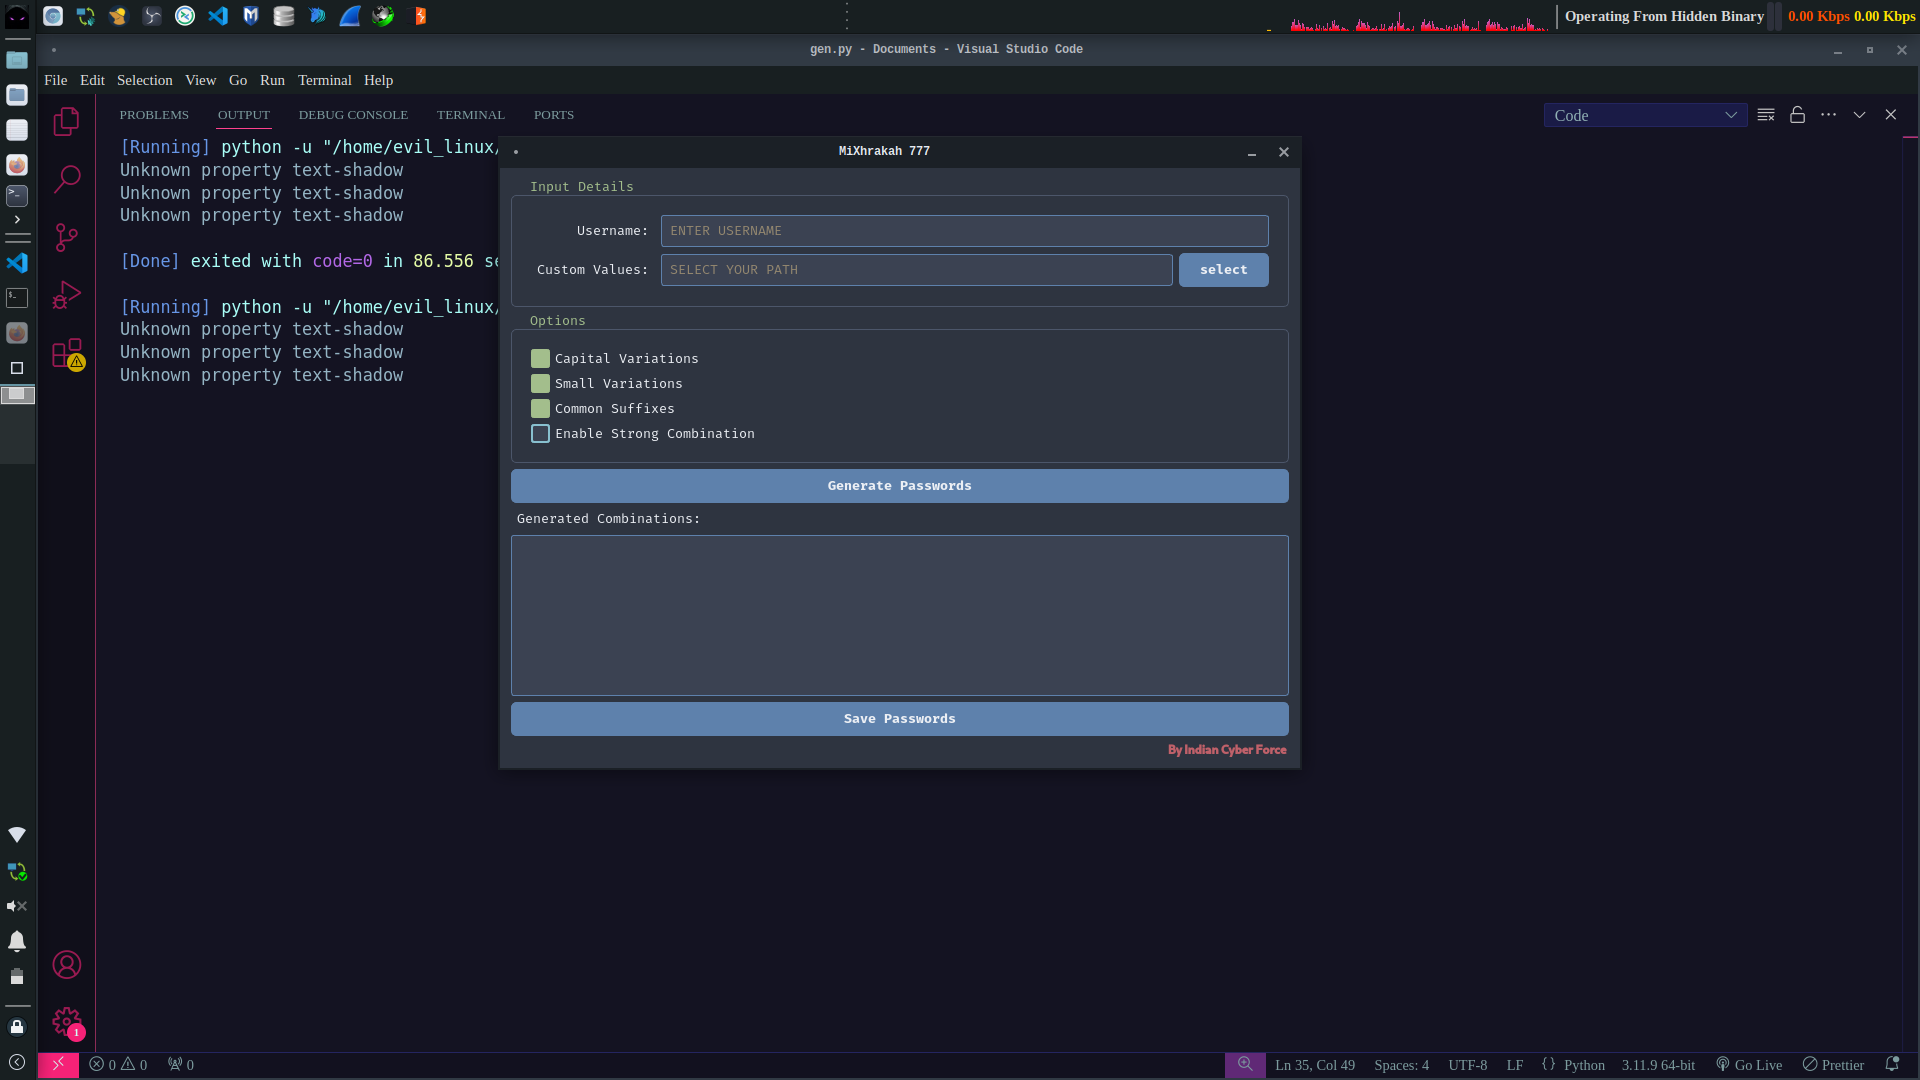 Operating From Hidden Binary 0.00 Kbps 0.00 Kbps
gen.py - Documents - Visual Studio Code
File Edit Selection View Go Run Terminal Help
PROBLEMS OUTPUT DEBUG CONSOLE TERMINAL PORTS
Code
[Running] python -u "/home/evil_linux/
Unknown property text-shadow
Unknown property text-shadow
Unknown property text-shadow
[Done] exited with code=0 in 86.556 se
[Running] python -u "/home/evil_linux/
Unknown property text-shadow
Unknown property text-shadow
Unknown property text-shadow
MiXhrakah 777
Input Details
Username: ENTER USERNAME
Custom Values: SELECT YOUR PATH select
Options
Capital Variations
Small Variations
Common Suffixes
Enable Strong Combination
Generate Passwords
Generated Combinations:
Save Passwords
By Indian Cyber Force
1
0 0 0
Ln 35, Col 49 Spaces: 4 UTF-8 LF {} Python 3.11.9 64-bit Go Live Prettier